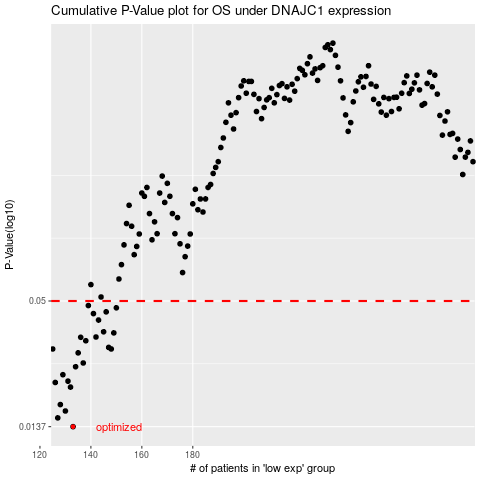 Cumulative P-Value plot for OS under DNAJC1 expression
P-Value(log10)
0.05
0.0137
optimized
120 140 160 180
# of patients in 'low exp' group